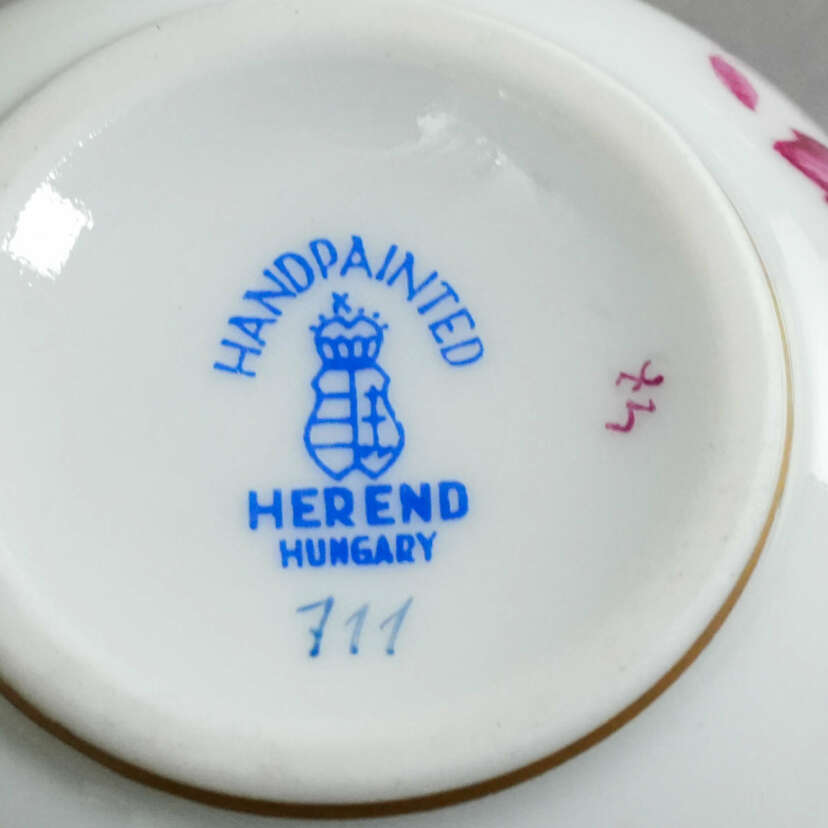 HANDPAINTED
HEREND
HUNGARY
711